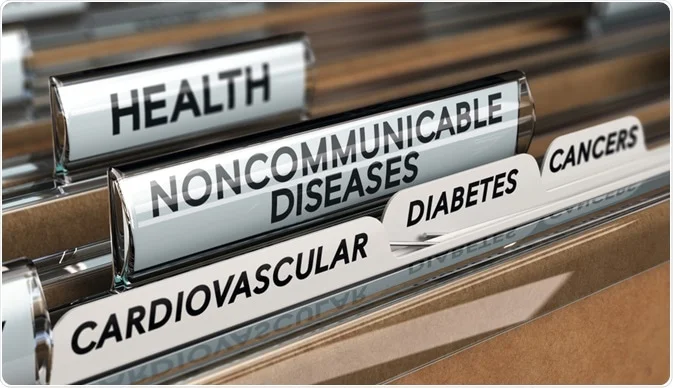 HEALTH
NONCOMMUNICABLE
DISEASES
CARDIOVASCULAR
DIABETES
CANCERS